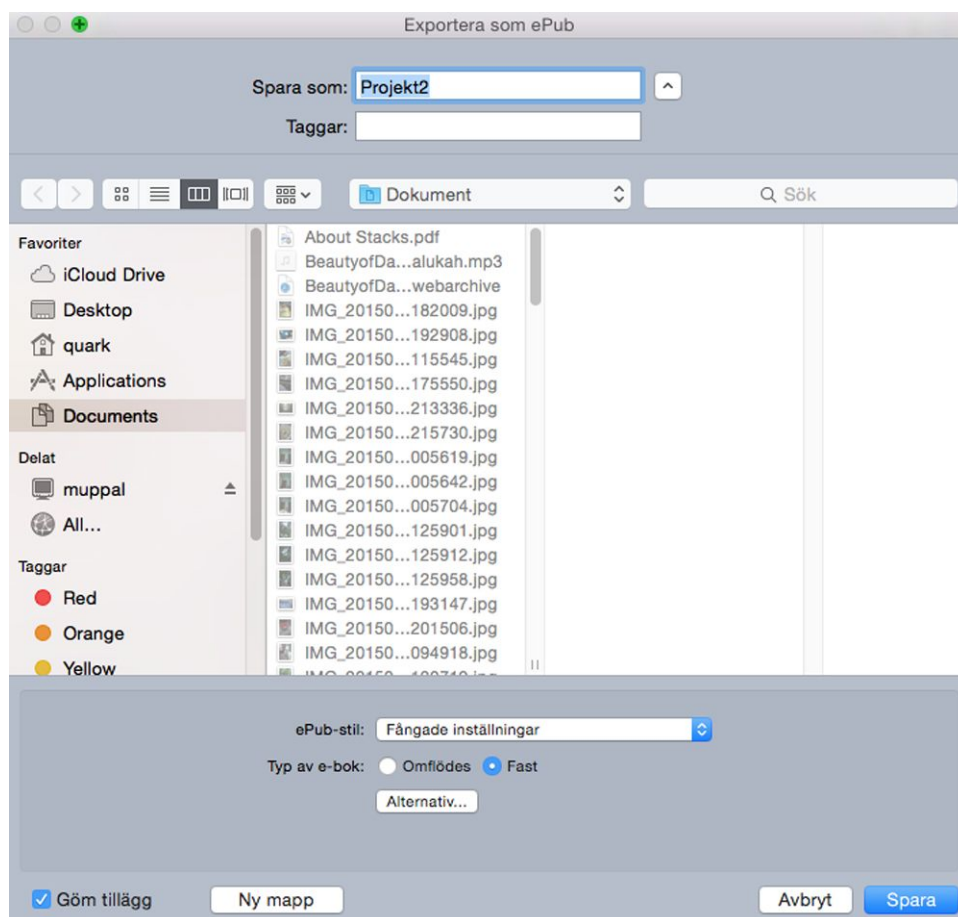 Exportera som ePub
Spara som: Projekt2
Taggar:
Dokument
Sök
Favoriter
iCloud Drive
Desktop
quark
Applications
Documents
Delat
muppal
All...
Taggar
Red
Orange
Yellow
About Stacks.pdf
BeautyofDa...alukah.mp3
BeautyofDa...webarchive
IMG_20150...182009.jpg
IMG_20150...192908.jpg
IMG_20150...115545.jpg
IMG_20150...175550.jpg
IMG_20150...213336.jpg
IMG_20150...215730.jpg
IMG_20150...005619.jpg
IMG_20150...005642.jpg
IMG_20150...005704.jpg
IMG_20150...125901.jpg
IMG_20150...125912.jpg
IMG_20150...125958.jpg
IMG_20150...193147.jpg
IMG_20150...201506.jpg
IMG_20150...094918.jpg
ePub-stil: Fångade inställningar
Typ av e-bok: Omflödes Fast
Alternativ...
Göm tillägg
Ny mapp
Avbryt
Spara